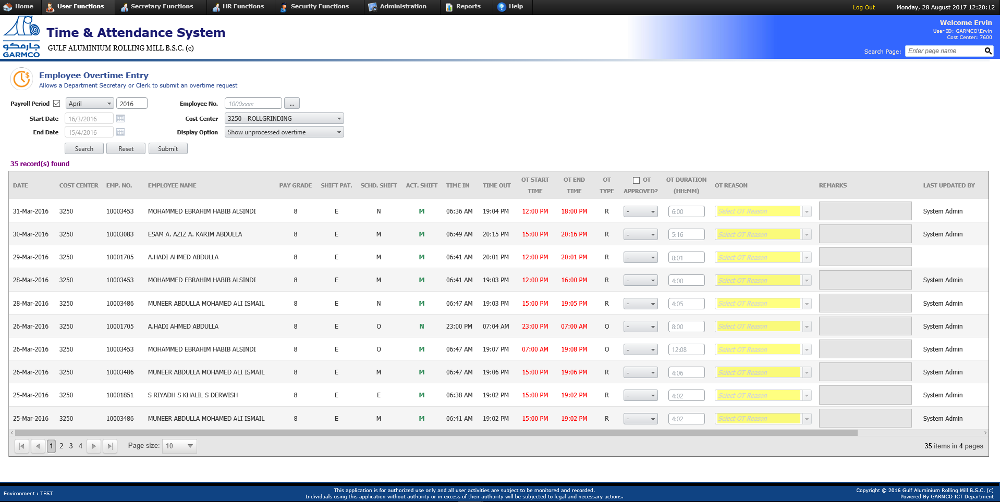 Home User Functions Secretary Functions HR Functions Security Functions Administration Reports Help Log Out Monday, 28 August 2017 12:20:12
جارمكو
GARMCO
Time & Attendance System
GULF ALUMINIUM ROLLING MILL B.S.C. (c)
Welcome Ervin
User ID: GARMCO\Ervin
Cost Center: 7600
Search Page: Enter page name
Employee Overtime Entry
Allows a Department Secretary or Clerk to submit an overtime request
Payroll Period April 2016 Employee No. 1000xxxx ...
Start Date 16/3/2016 Cost Center 3250 - ROLLGRINDING
End Date 15/4/2016 Display Option Show unprocessed overtime
Search Reset Submit
35 record(s) found
DATE COST CENTER EMP. NO. EMPLOYEE NAME PAY GRADE SHIFT PAT. SCHD. SHIFT ACT. SHIFT TIME IN TIME OUT OT START TIME OT END TIME OT TYPE OT APPROVED? OT DURATION (HH:MM) OT REASON REMARKS LAST UPDATED BY
31-Mar-2016 3250 10003453 MOHAMMED EBRAHIM HABIB ALSINDI 8 E N M 06:36 AM 19:04 PM 12:00 PM 18:00 PM R - 6:00 Select OT Reason System Admin
30-Mar-2016 3250 10003083 ESAM A. AZIZ A. KARIM ABDULLA 8 E M M 06:49 AM 20:15 PM 15:00 PM 20:16 PM R - 5:16 Select OT Reason System Admin
29-Mar-2016 3250 10001705 A.HADI AHMED ABDULLA 8 E M M 06:41 AM 20:01 PM 12:00 PM 20:01 PM R - 8:01 Select OT Reason
28-Mar-2016 3250 10003453 MOHAMMED EBRAHIM HABIB ALSINDI 8 E M M 06:41 AM 19:03 PM 12:00 PM 16:00 PM R - 4:00 Select OT Reason System Admin
28-Mar-2016 3250 10003486 MUNEER ABDULLA MOHAMED ALI ISMAIL 8 E N M 06:47 AM 19:03 PM 15:00 PM 19:05 PM R - 4:05 Select OT Reason System Admin
26-Mar-2016 3250 10001705 A.HADI AHMED ABDULLA 8 E O N 23:00 PM 07:04 AM 23:00 PM 07:00 AM O - 8:00 Select OT Reason System Admin
26-Mar-2016 3250 10003453 MOHAMMED EBRAHIM HABIB ALSINDI 8 E O M 06:47 AM 19:07 PM 07:00 AM 19:08 PM O - 12:08 Select OT Reason System Admin
26-Mar-2016 3250 10003486 MUNEER ABDULLA MOHAMED ALI ISMAIL 8 E M M 06:47 AM 19:06 PM 15:00 PM 19:06 PM R - 4:06 Select OT Reason System Admin
25-Mar-2016 3250 10001851 S RIYADH S KHALIL S DERWISH 8 E E M 06:38 AM 19:02 PM 15:00 PM 19:02 PM R - 4:02 Select OT Reason System Admin
25-Mar-2016 3250 10003486 MUNEER ABDULLA MOHAMED ALI ISMAIL 8 E M M 06:41 AM 19:02 PM 15:00 PM 19:02 PM R - 4:02 Select OT Reason System Admin
1 2 3 4 Page size: 10 35 items in 4 pages
Environment : TEST
This application is for authorized use only and all user activities are subject to be monitored and recorded.
Individuals using this application without authority or in excess of their authority will be subjected to legal and necessary actions.
Copyright © 2016 Gulf Aluminium Rolling Mill B.S.C. (c)
Powered By GARMCO ICT Department